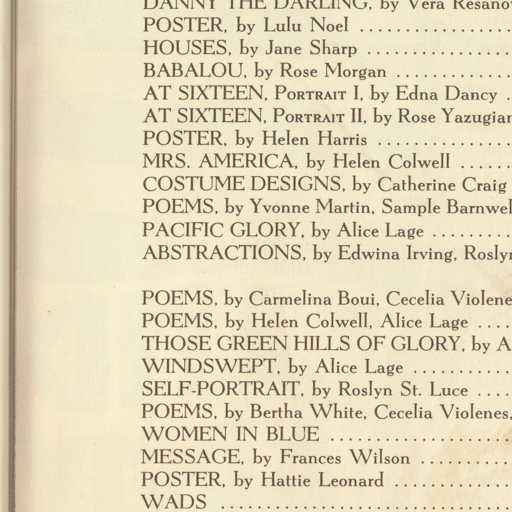 DANNY THE DARLING, by Vera
POSTER, by Lulu Noel ..................
HOUSES, by Jane Sharp ................
BABALOU, by Rose Morgan .............
AT SIXTEEN, PORTRAIT I, by Edna Dancy .
AT SIXTEEN, PORTRAIT II, by Rose
POSTER, by Helen Harris ...............
MRS. AMERICA, by Helen Colwell ......
COSTUME DESIGNS, by Catherine Craig
POEMS, by Yvonne Martin, Sample
PACIFIC GLORY, by Alice Lage .........
ABSTRACTIONS, by Edwina Irving,
POEMS, by Carmelina Boui, Cecelia
POEMS, by Helen Colwell, Alice Lage ....
THOSE GREEN HILLS OF GLORY, by
WINDSWEPT, by Alice Lage ............
SELF-PORTRAIT, by Roslyn St. Luce ....
POEMS, by Bertha White, Cecelia Violenes,
WOMEN IN BLUE .....................
MESSAGE, by Frances Wilson ..........
POSTER, by Hattie Leonard .............
WADS ..................................